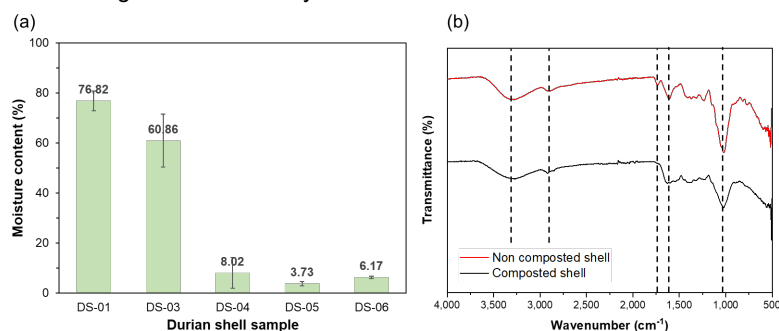 (a)
100
80
60
40
20
0
Moisture content (%)
76.82
60.86
8.02
3.73
6.17
DS-01 DS-03 DS-04 DS-05 DS-06
Durian shell sample
(b)
Transmittance (%)
Non composted shell
Composted shell
4,000 3,500 3,000 2,500 2,000 1,500 1,000 500
Wavenumber (cm⁻¹)